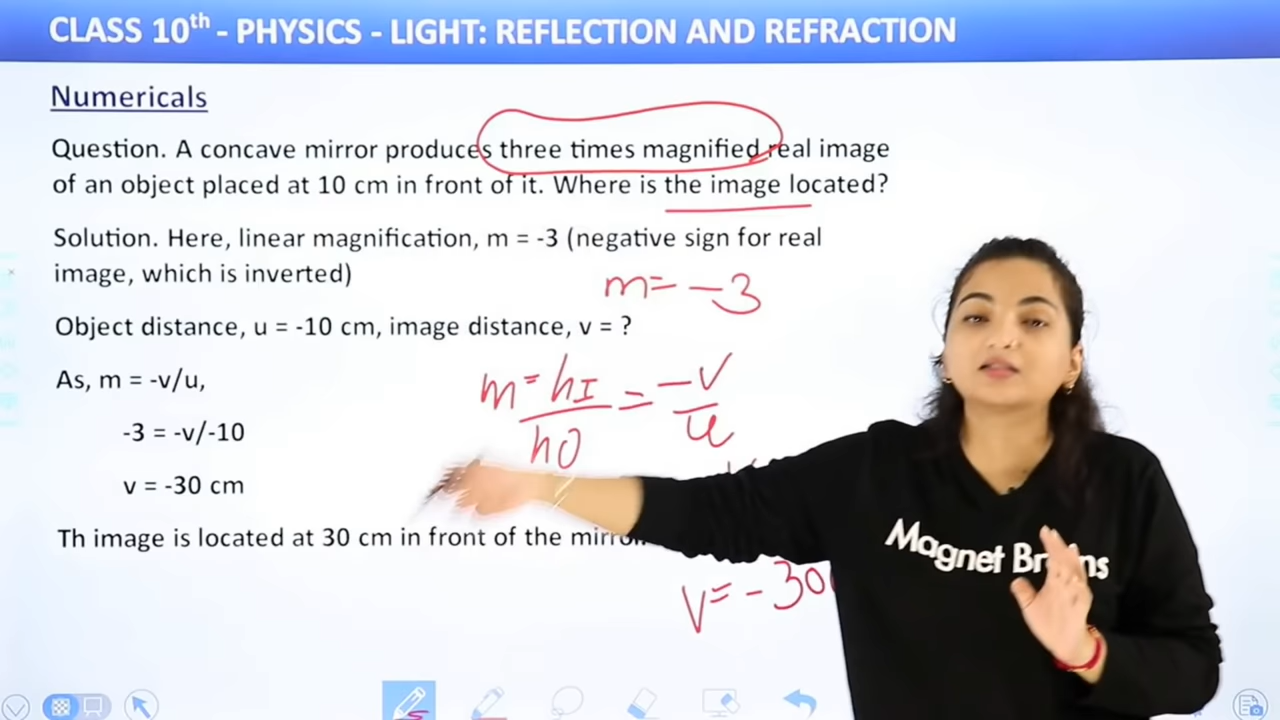 CLASS 10th - PHYSICS - LIGHT: REFLECTION AND REFRACTION
Numericals
Question. A concave mirror produces three times magnified real image
of an object placed at 10 cm in front of it. Where is the image located?
Solution. Here, linear magnification, m = -3 (negative sign for real
image, which is inverted)
m= -3
Object distance, u = -10 cm, image distance, v = ?
As, m = -v/u,
m = hI/hO = -v/u
-3 = -v/-10
v = -30 cm
Th image is located at 30 cm in front of the mirror.
v= -30
Magnet Brains